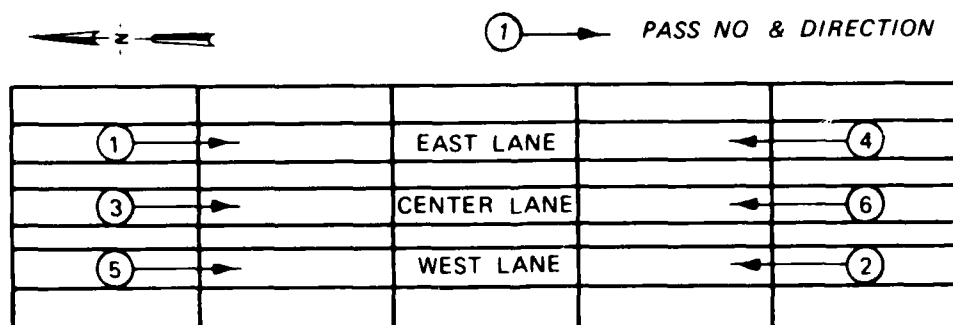 N
1 PASS NO & DIRECTION
1 EAST LANE 4
3 CENTER LANE 6
5 WEST LANE 2